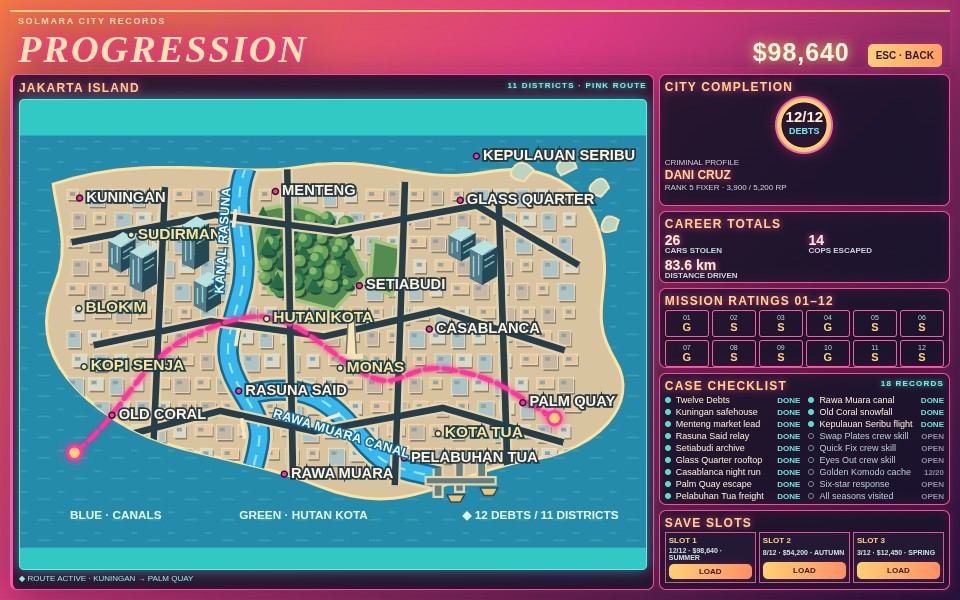 SOLMARA CITY RECORDS
PROGRESSION
$98,640
ESC · BACK
JAKARTA ISLAND
11 DISTRICTS · PINK ROUTE
KEPULAUAN SERIBU
KUNINGAN
MENTENG
GLASS QUARTER
SUDIRMAN
KANAL RASUNA
SETIABUDI
BLOK M
HUTAN KOTA
CASABLANCA
KOPI SENJA
MONAS
RASUNA SAID
PALM QUAY
OLD CORAL
RAWA MUARA CANAL
KOTA TUA
PELABUHAN TUA
RAWA MUARA
BLUE · CANALS
GREEN · HUTAN KOTA
◆ 12 DEBTS / 11 DISTRICTS
◆ ROUTE ACTIVE · KUNINGAN → PALM QUAY
CITY COMPLETION
12/12
DEBTS
CRIMINAL PROFILE
DANI CRUZ
RANK 5 FIXER · 3,900 / 5,200 RP
CAREER TOTALS
26
CARS STOLEN
14
COPS ESCAPED
83.6 km
DISTANCE DRIVEN
MISSION RATINGS 01–12
01 02 03 04 05 06
G S S G S S
07 08 09 10 11 12
G S S G S S
CASE CHECKLIST
18 RECORDS
Twelve Debts DONE
Kuningan safehouse DONE
Menteng market lead DONE
Rasuna Said relay DONE
Setiabudi archive DONE
Glass Quarter rooftop DONE
Casablanca night run DONE
Palm Quay escape DONE
Pelabuhan Tua freight DONE
Rawa Muara canal DONE
Old Coral snowfall DONE
Kepulauan Seribu flight DONE
Swap Plates crew skill OPEN
Quick Fix crew skill OPEN
Eyes Out crew skill OPEN
Golden Komodo cache 12/20
Six-star response OPEN
All seasons visited OPEN
SAVE SLOTS
SLOT 1
12/12 · $98,640 ·
SUMMER
LOAD
SLOT 2
8/12 · $54,200 · AUTUMN
LOAD
SLOT 3
3/12 · $12,450 · SPRING
LOAD